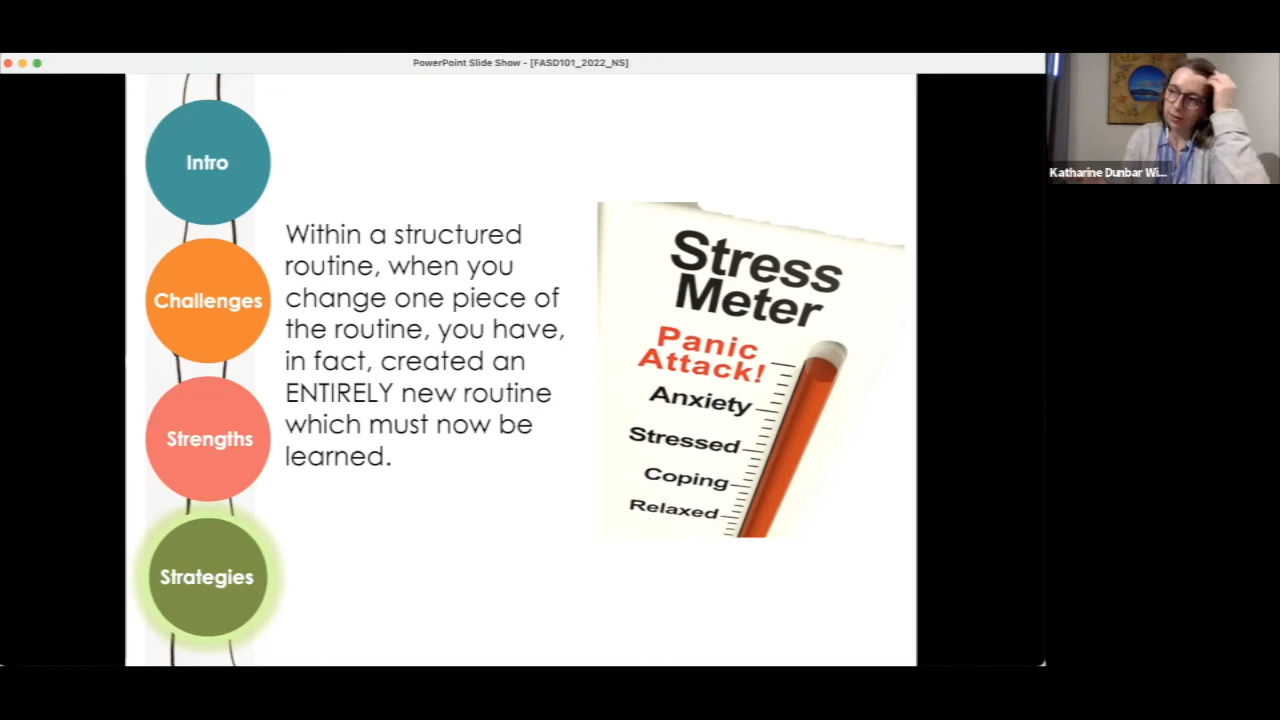 PowerPoint Slide Show - [FASD101_2022_NS]
Intro
Challenges
Strengths
Strategies
Within a structured
routine, when you
change one piece of
the routine, you have,
in fact, created an
ENTIRELY new routine
which must now be
learned.
Stress
Meter
Panic
Attack!
Anxiety
Stressed
Coping
Relaxed
Katharine Dunbar Wi...